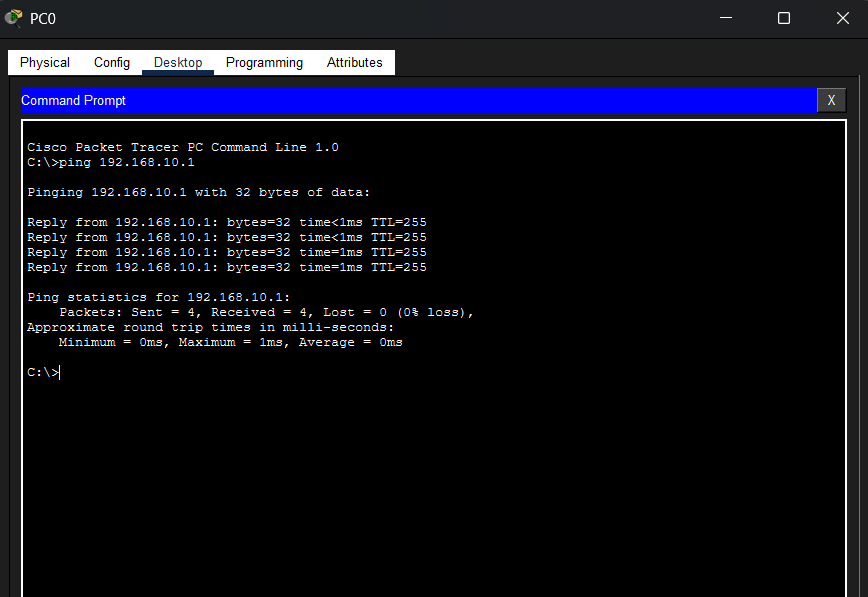 PC0
Physical Config Desktop Programming Attributes
Command Prompt X
Cisco Packet Tracer PC Command Line 1.0
C:\>ping 192.168.10.1
Pinging 192.168.10.1 with 32 bytes of data:
Reply from 192.168.10.1: bytes=32 time<1ms TTL=255
Reply from 192.168.10.1: bytes=32 time<1ms TTL=255
Reply from 192.168.10.1: bytes=32 time=1ms TTL=255
Reply from 192.168.10.1: bytes=32 time=1ms TTL=255
Ping statistics for 192.168.10.1:
Packets: Sent = 4, Received = 4, Lost = 0 (0% loss),
Approximate round trip times in milli-seconds:
Minimum = 0ms, Maximum = 1ms, Average = 0ms
C:\>